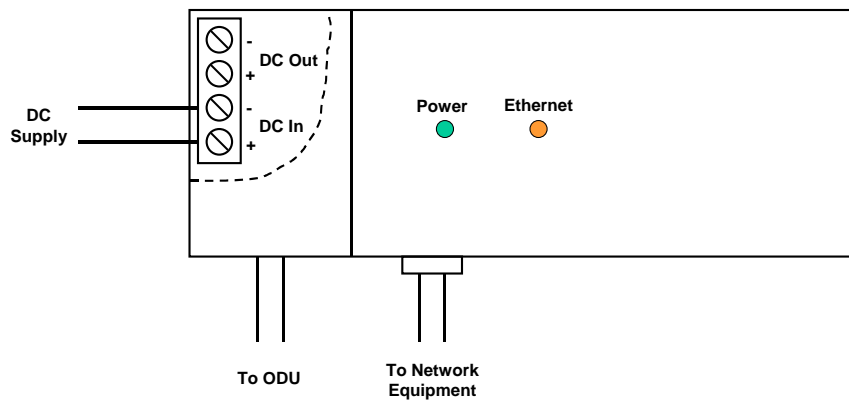 -
DC Out
+
DC
Supply
-
DC In
+
Power
Ethernet
To ODU
To Network
Equipment